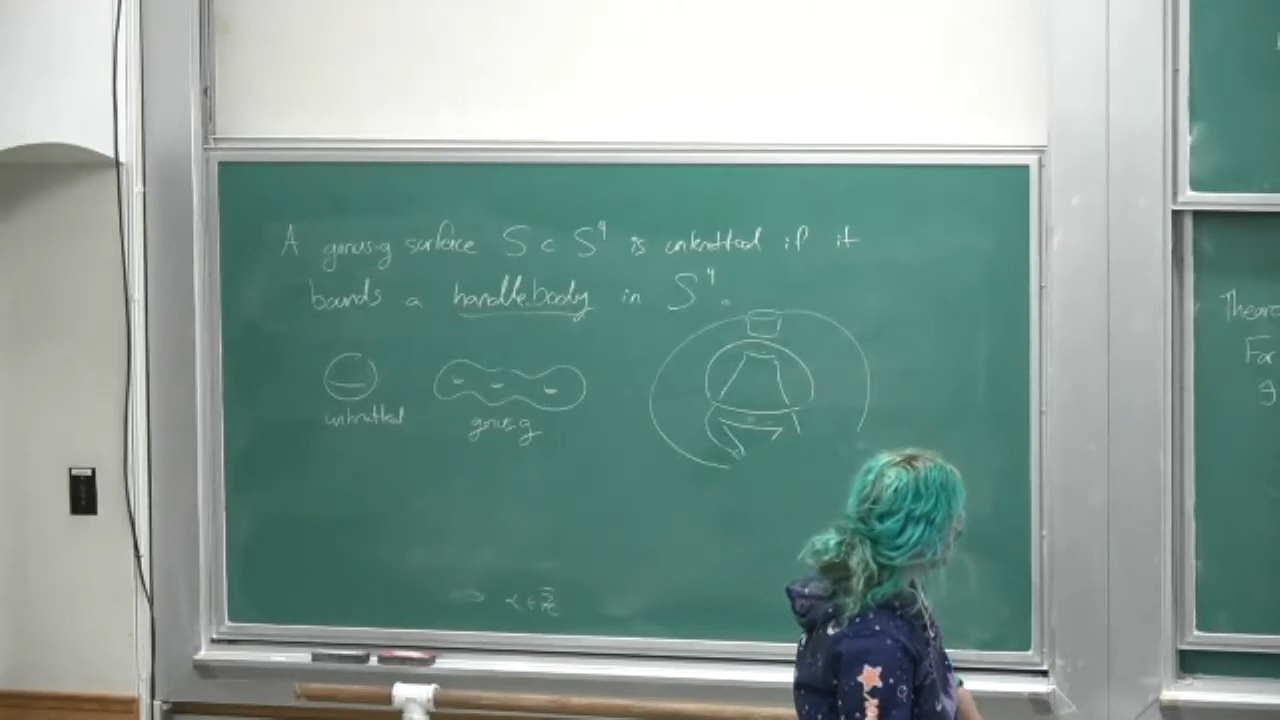 A genus-g surface S ⊂ S⁴ is unknotted if it
bounds a handlebody in S⁴.
unknotted
genus g
Theore
For
∃